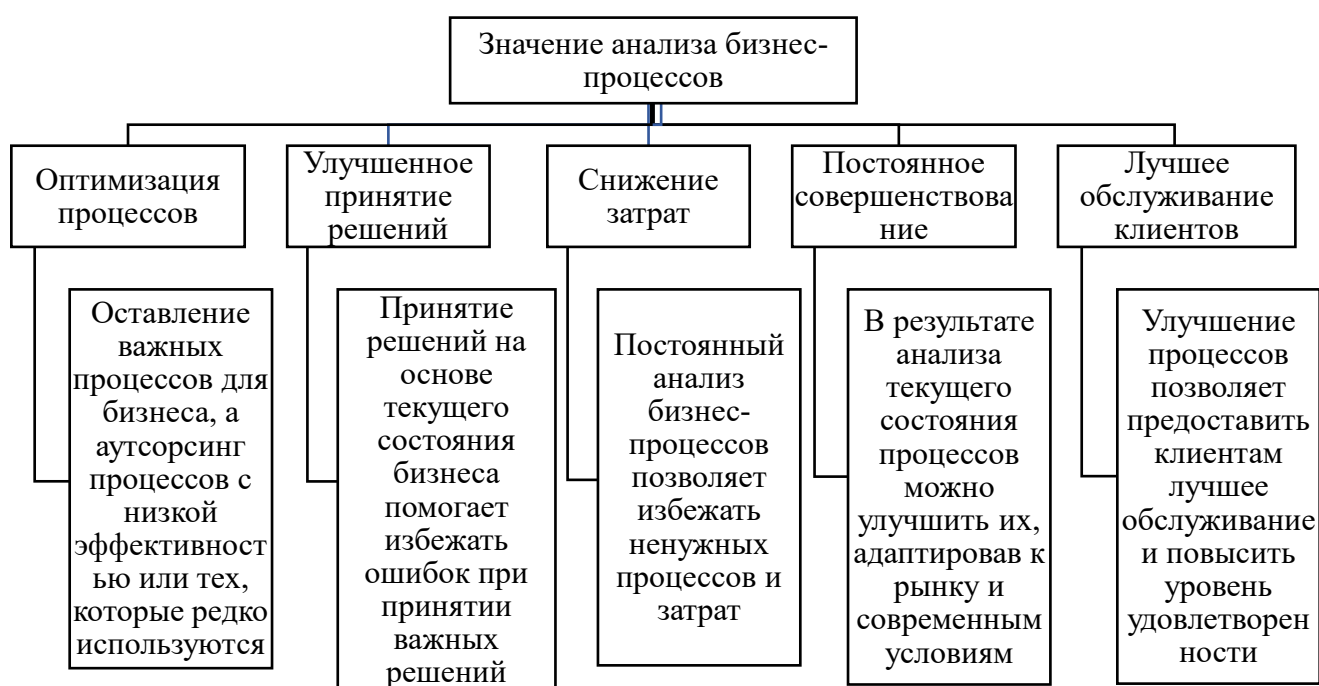 Значение анализа бизнес-
процессов
Оптимизация
процессов
Улучшенное
принятие
решений
Снижение
затрат
Постоянное
совершенствова
ние
Лучшее
обслуживание
клиентов
Оставление
важных
процессов для
бизнеса, а
аутсорсинг
процессов с
низкой
эффективност
ью или тех,
которые редко
используются
Принятие
решений на
основе
текущего
состояния
бизнеса
помогает
избежать
ошибок при
принятии
важных
решений
Постоянный
анализ
бизнес-
процессов
позволяет
избежать
ненужных
процессов и
затрат
В результате
анализа
текущего
состояния
процессов
можно
улучшить их,
адаптировав к
рынку и
современным
условиям
Улучшение
процессов
позволяет
предоставить
клиентам
лучшее
обслуживание
и повысить
уровень
удовлетворен
ности